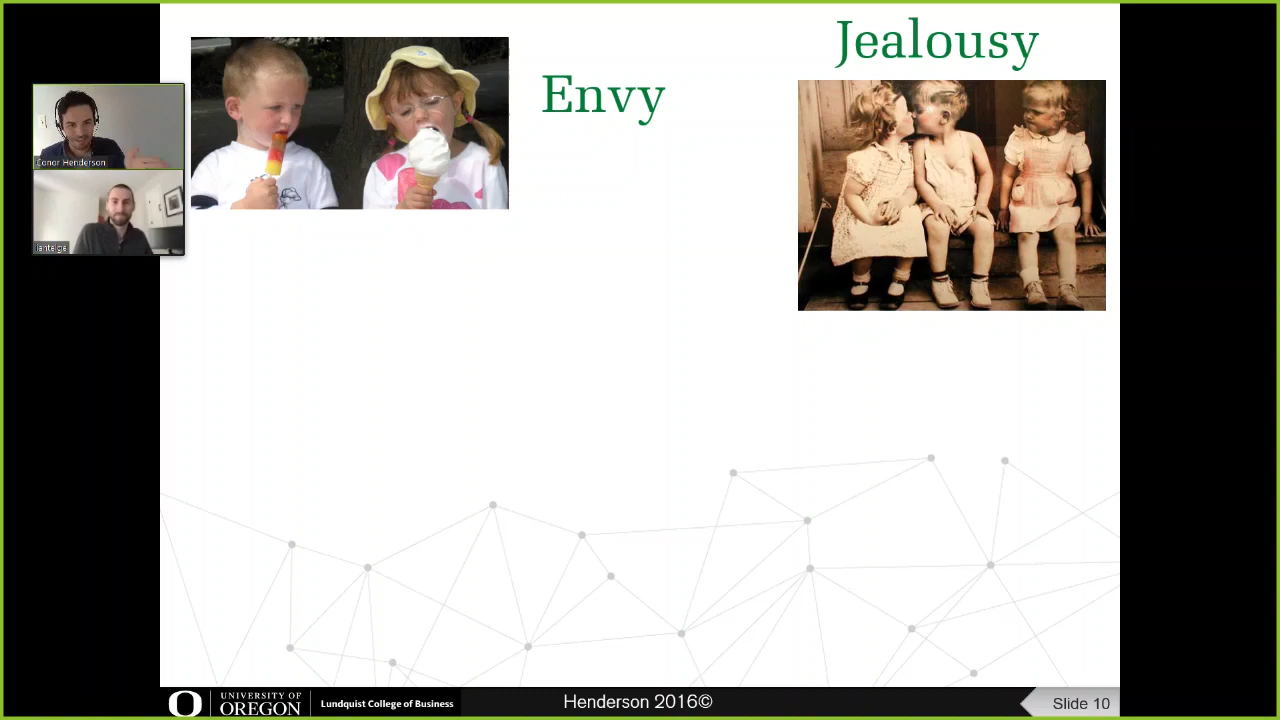 Jealousy
Envy
Conor Henderson
UNIVERSITY OF
OREGON
Lundquist College of Business
Henderson 2016©
Slide 10